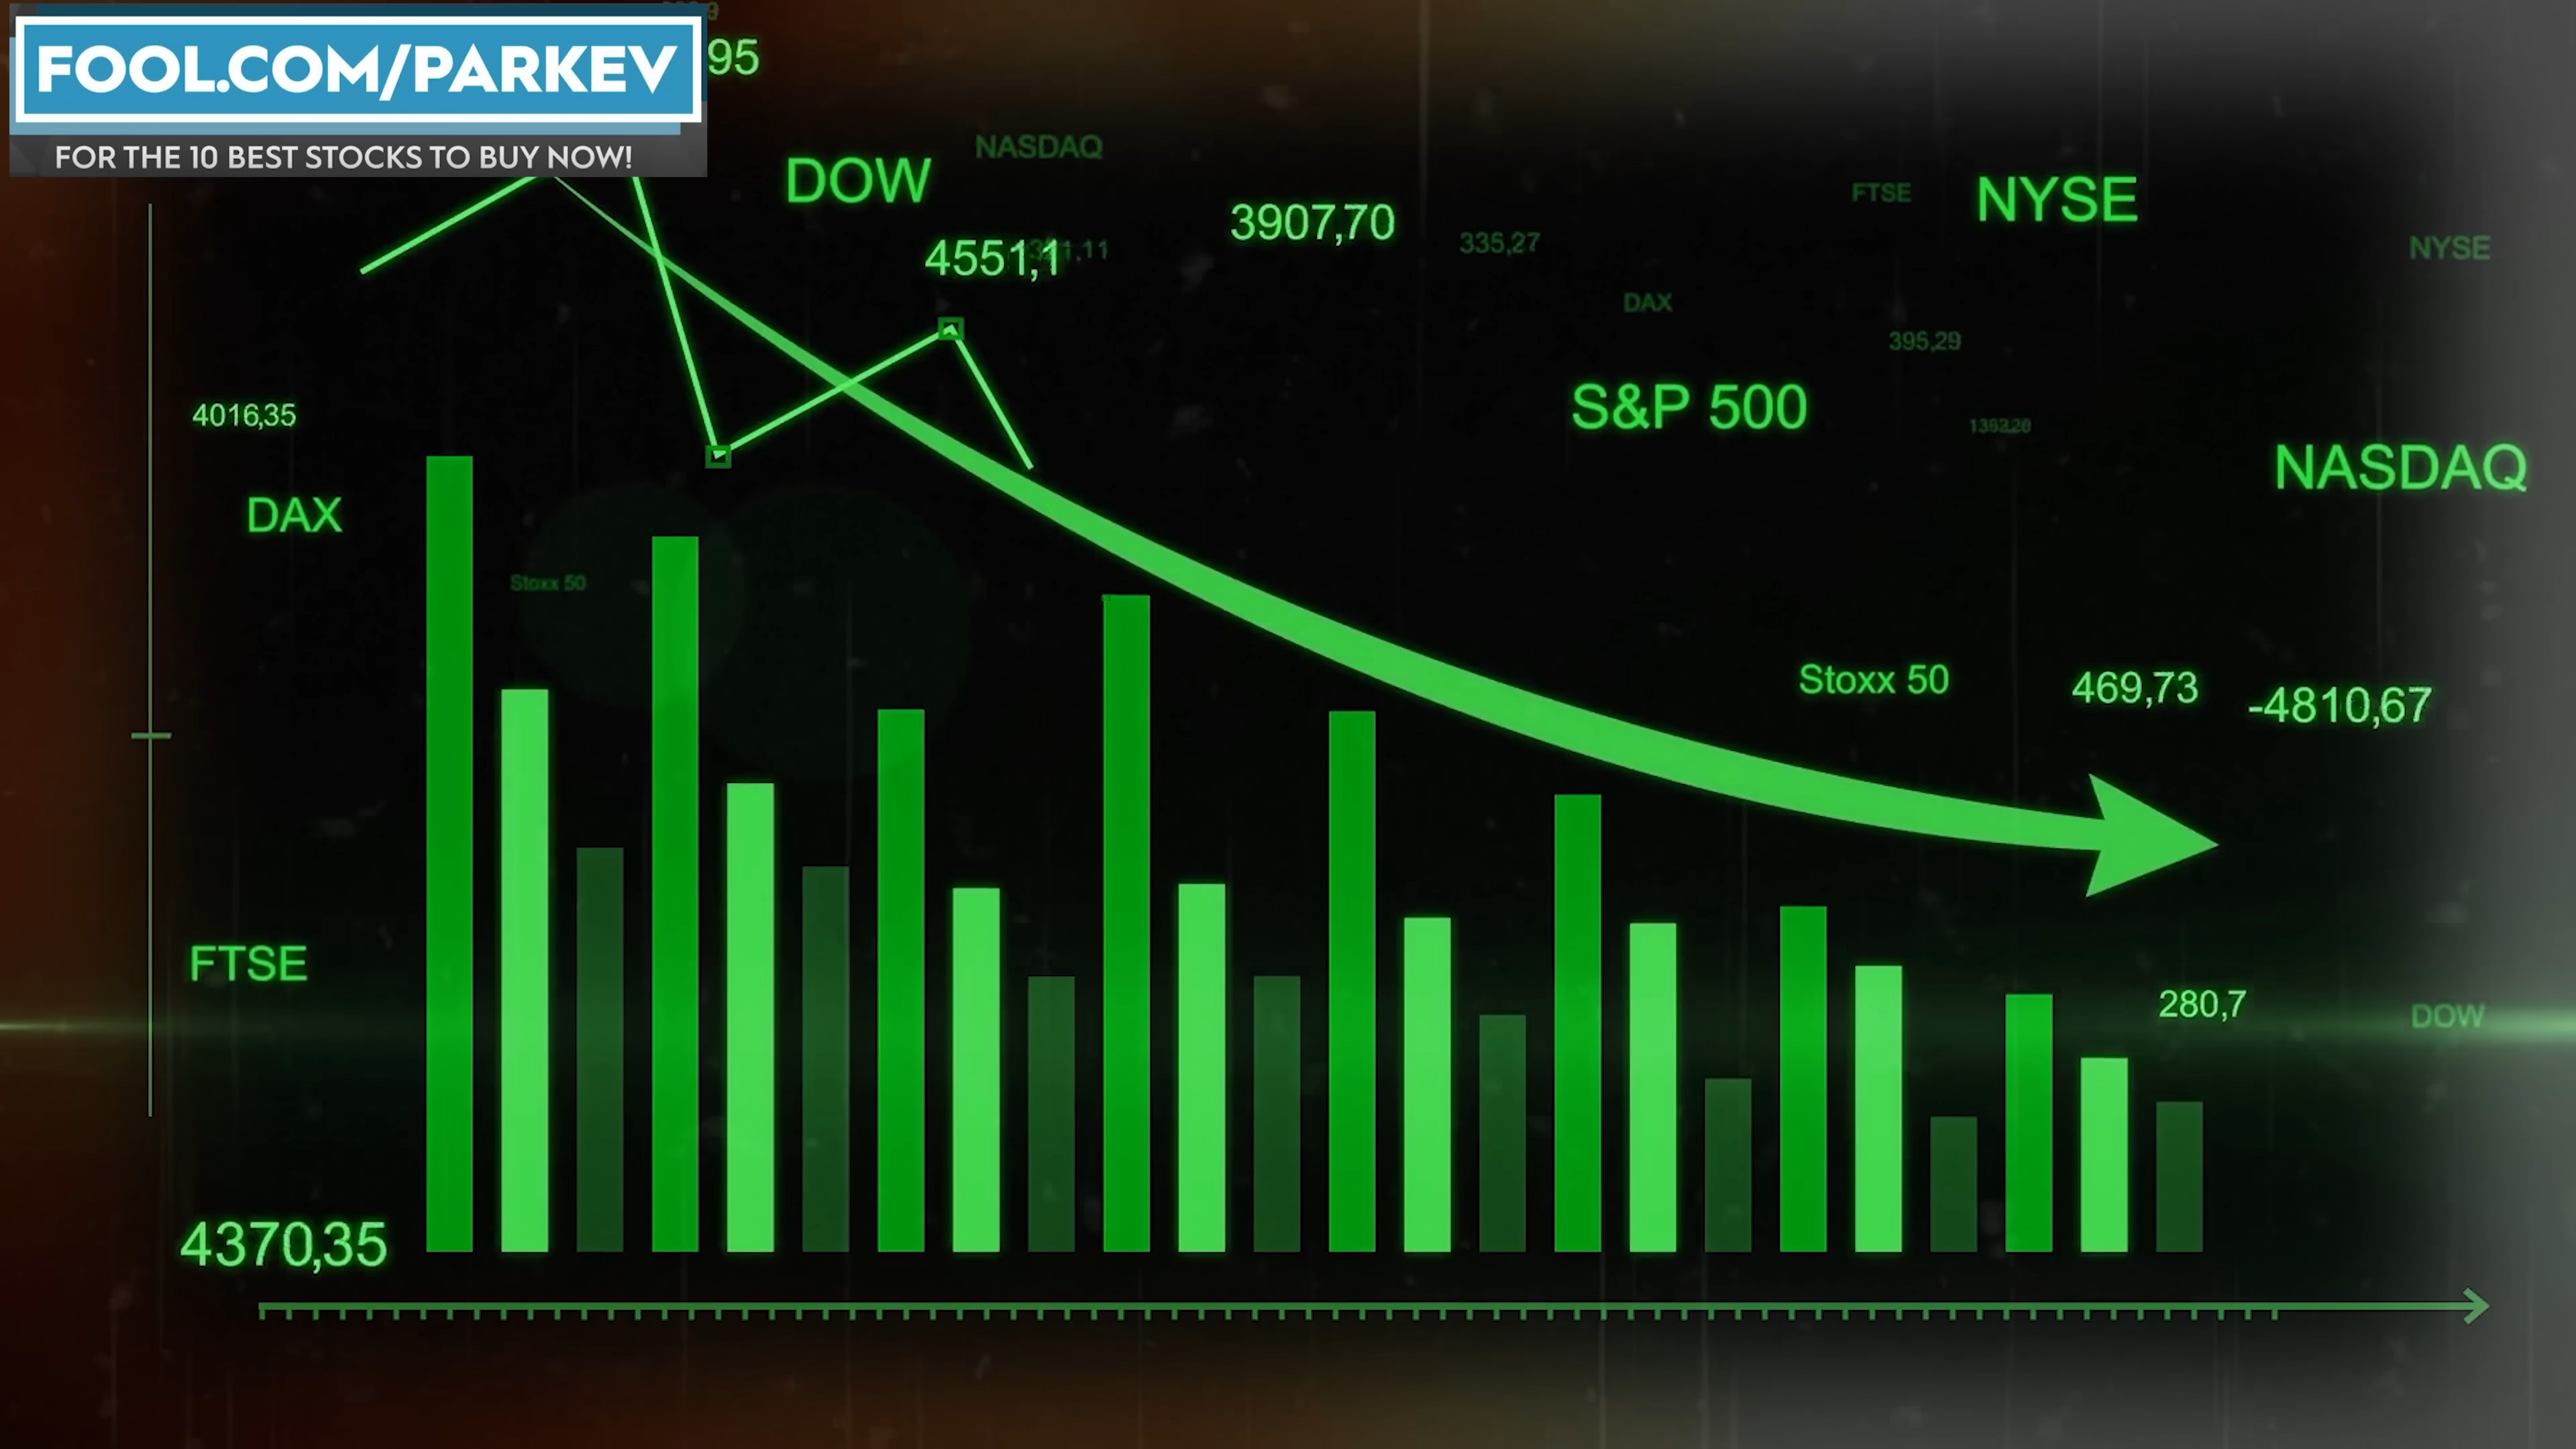 FOOL.COM/PARKEV
95
FOR THE 10 BEST STOCKS TO BUY NOW!
NASDAQ
DOW
FTSE
NYSE
3907,70
4551,1
335,27
NYSE
DAX
395,29
4016,35
S&P 500
NASDAQ
DAX
Stoxx 50
Stoxx 50
469,73
-4810,67
FTSE
280,7
DOW
4370,35